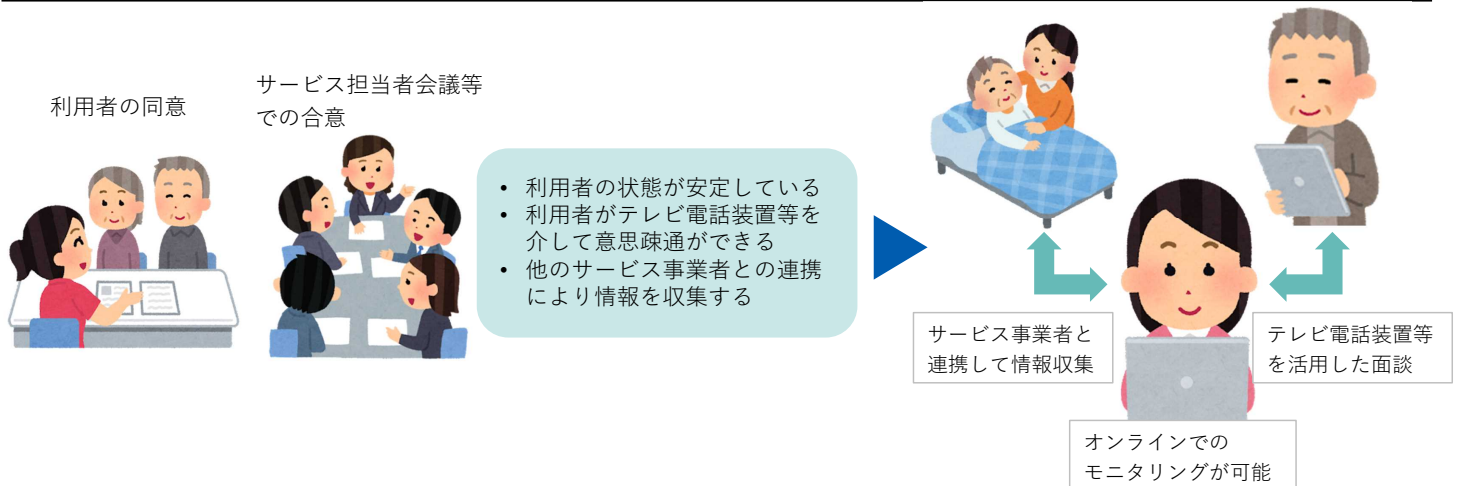 利用者の同意
サービス担当者会議等
での合意
• 利用者の状態が安定している
• 利用者がテレビ電話装置等を
介して意思疎通ができる
• 他のサービス事業者との連携
により情報を収集する
サービス事業者と
連携して情報収集
テレビ電話装置等
を活用した面談
オンラインでの
モニタリングが可能